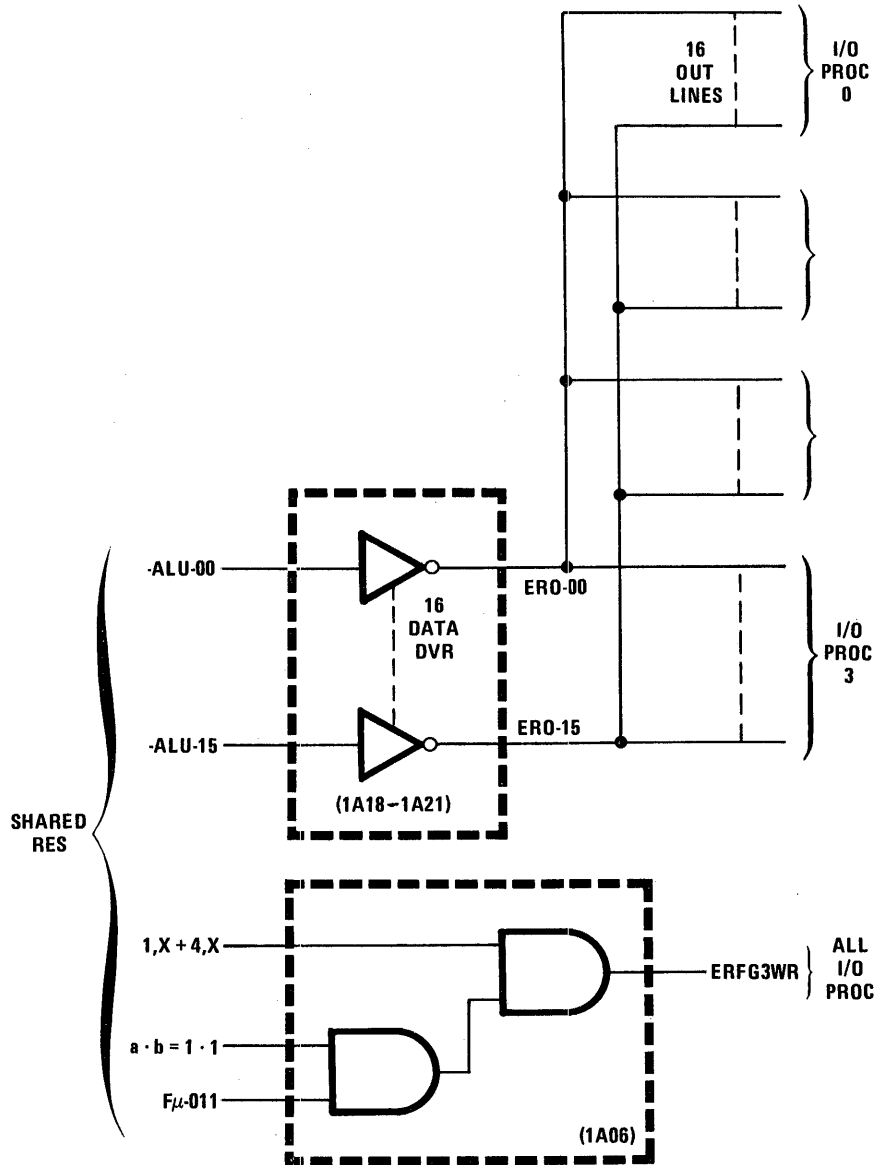 16
OUT
LINES
I/O
PROC
0
-ALU-00
16
DATA
DVR
ERO-00
I/O
PROC
3
-ALU-15
ERO-15
(1A18-1A21)
SHARED
RES
1,X + 4,X
ERFG3WR
ALL
I/O
PROC
a · b = 1 · 1
Fμ-011
(1A06)